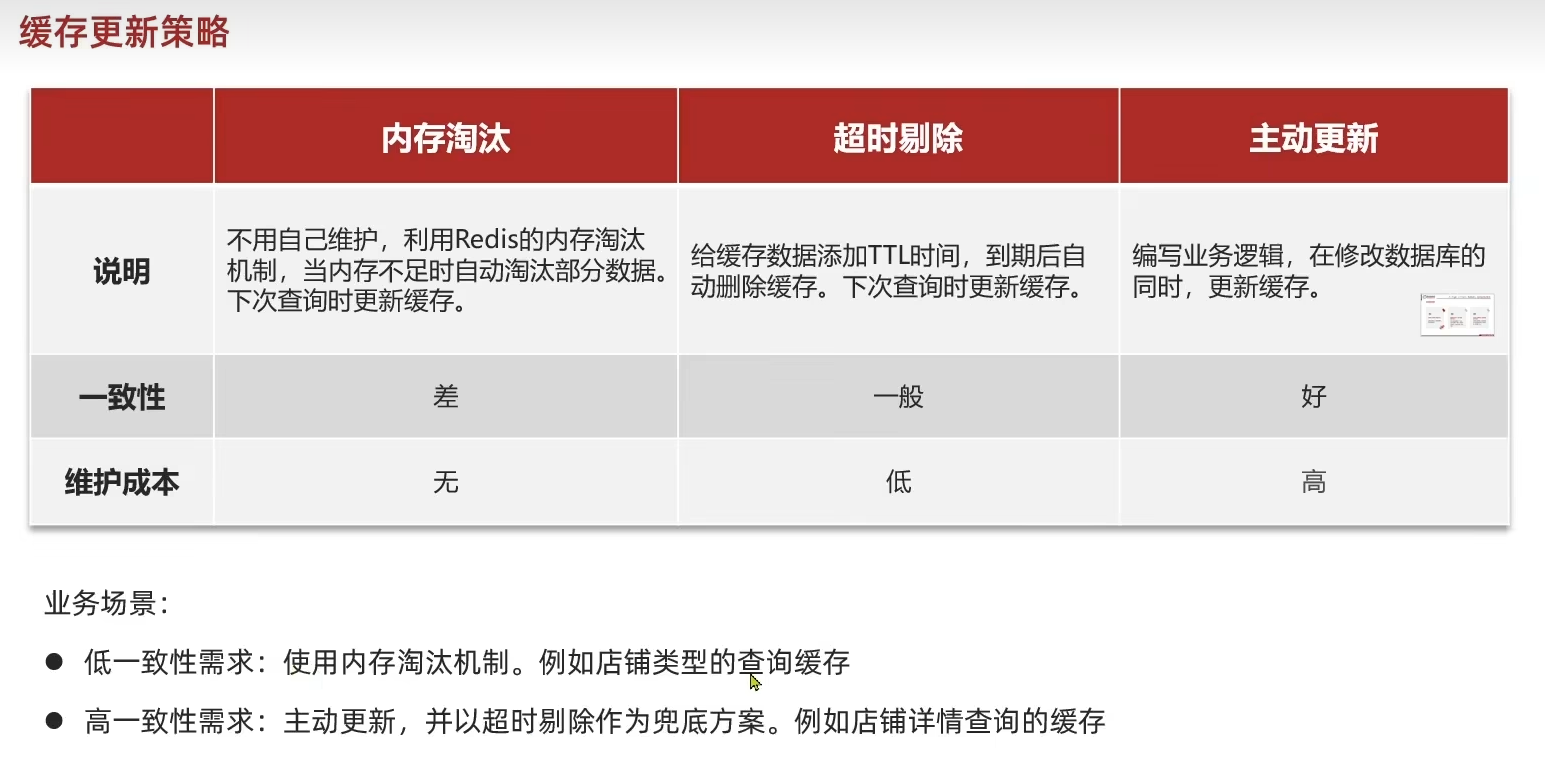 缓存更新策略
内存淘汰
超时剔除
主动更新
说明
不用自己维护，利用Redis的内存淘汰
机制，当内存不足时自动淘汰部分数据。
下次查询时更新缓存。
给缓存数据添加TTL时间，到期后自
动删除缓存。下次查询时更新缓存。
编写业务逻辑，在修改数据库的
同时，更新缓存。
一致性
差
一般
好
维护成本
无
低
高
业务场景：
● 低一致性需求：使用内存淘汰机制。例如店铺类型的查询缓存
● 高一致性需求：主动更新，并以超时剔除作为兜底方案。例如店铺详情查询的缓存